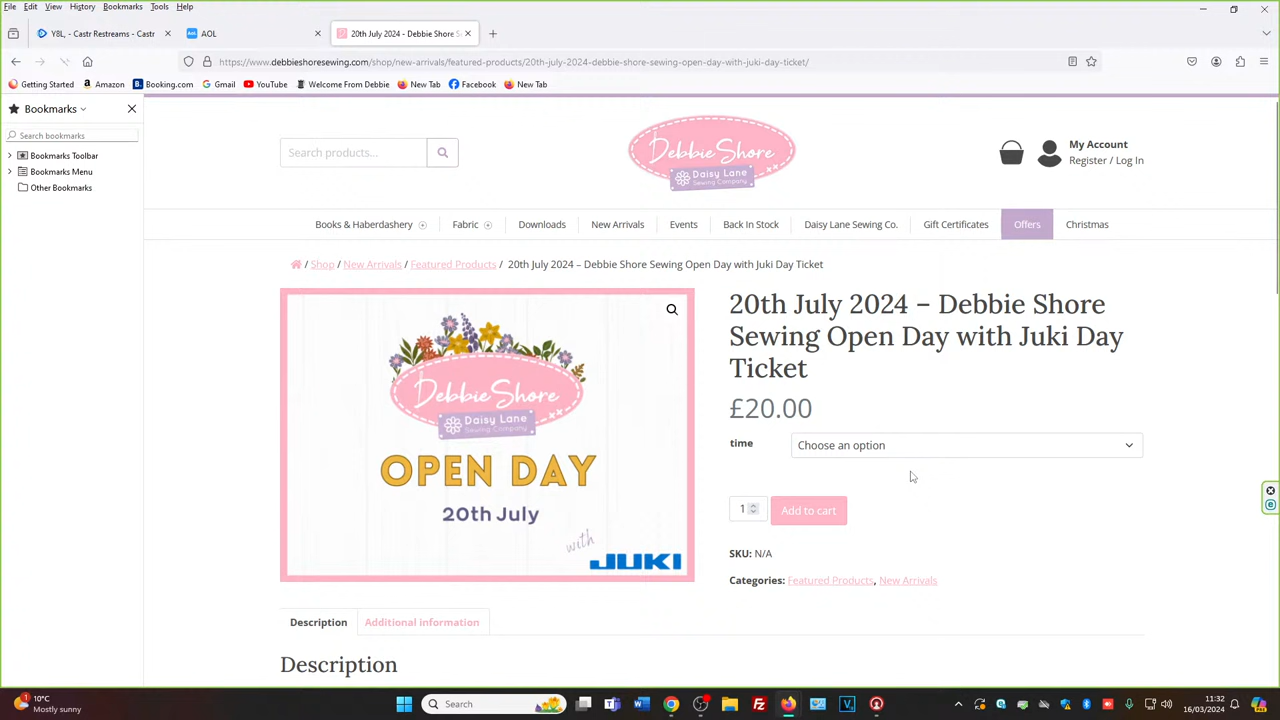 File Edit View History Bookmarks Tools Help
Y8L, - Castr Restreams - Castr
AOL
20th July 2024 - Debbie Shore S
https://www.debbieshoresewing.com/shop/new-arrivals/featured-products/20th-july-2024-debbie-shore-sewing-open-day-with-juki-day-ticket/
Getting Started Amazon Booking.com Gmail YouTube Welcome From Debbie New Tab Facebook New Tab
Bookmarks
Search bookmarks
Bookmarks Toolbar
Bookmarks Menu
Other Bookmarks
Search products...
Debbie Shore
Daisy Lane
Sewing Company
My Account
Register / Log In
Books & Haberdashery Fabric Downloads New Arrivals Events Back In Stock Daisy Lane Sewing Co. Gift Certificates Offers Christmas
Shop / New Arrivals / Featured Products / 20th July 2024 – Debbie Shore Sewing Open Day with Juki Day Ticket
Debbie Shore
Daisy Lane
Sewing Company
OPEN DAY
20th July
with
JUKI
20th July 2024 – Debbie Shore
Sewing Open Day with Juki Day
Ticket
£20.00
time Choose an option
1 Add to cart
SKU: N/A
Categories: Featured Products, New Arrivals
Description Additional information
Description
1
10°C
Mostly sunny
Search
11:32
16/03/2024